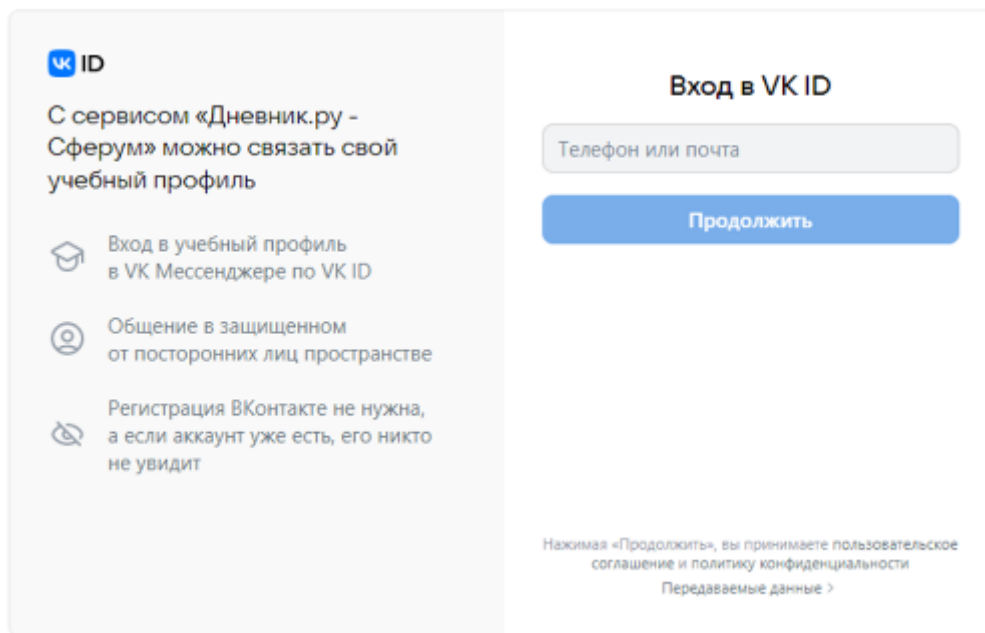 VK ID
С сервисом «Дневник.ру -
Сферум» можно связать свой
учебный профиль
Вход в учебный профиль
в VK Мессенджере по VK ID
Общение в защищенном
от посторонних лиц пространстве
Регистрация ВКонтакте не нужна,
а если аккаунт уже есть, его никто
не увидит
Вход в VK ID
Телефон или почта
Продолжить
Нажимая «Продолжить», вы принимаете пользовательское
соглашение и политику конфиденциальности
Передаваемые данные >